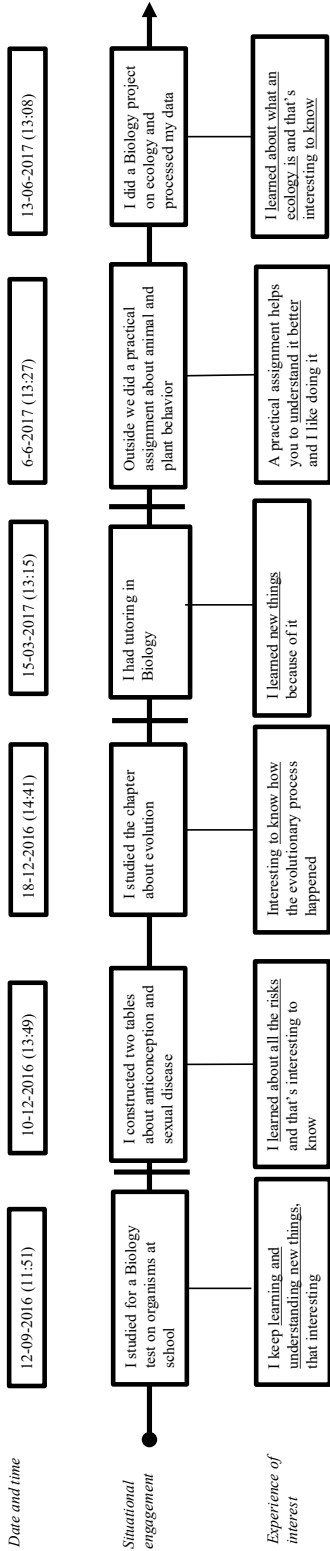 Date and time
12-09-2016 (11:51)
10-12-2016 (13:49)
18-12-2016 (14:41)
15-03-2017 (13:15)
6-6-2017 (13:27)
13-06-2017 (13:08)
Situational
engagement
I studied for a Biology
test on organisms at
school
I constructed two tables
about anticonception and
sexual disease
I studied the chapter
about evolution
I had tutoring in
Biology
Outside we did a practical
assignment about animal and
plant behavior
I did a Biology project
on ecology and
processed my data
Experience of
interest
I keep learning and
understanding new things,
that interesting
I learned about all the risks
and that's interesting to
know
Interesting to know how
the evolutionary process
happened
I learned new things
because of it
A practical assignment helps
you to understand it better
and I like doing it
I learned about what an
ecology is and that's
interesting to know